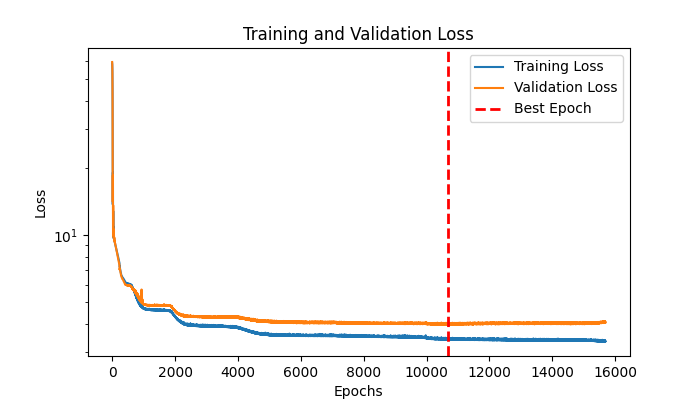 Training and Validation Loss
Training Loss
Validation Loss
Best Epoch
Loss
10¹
0 2000 4000 6000 8000 10000 12000 14000 16000
Epochs